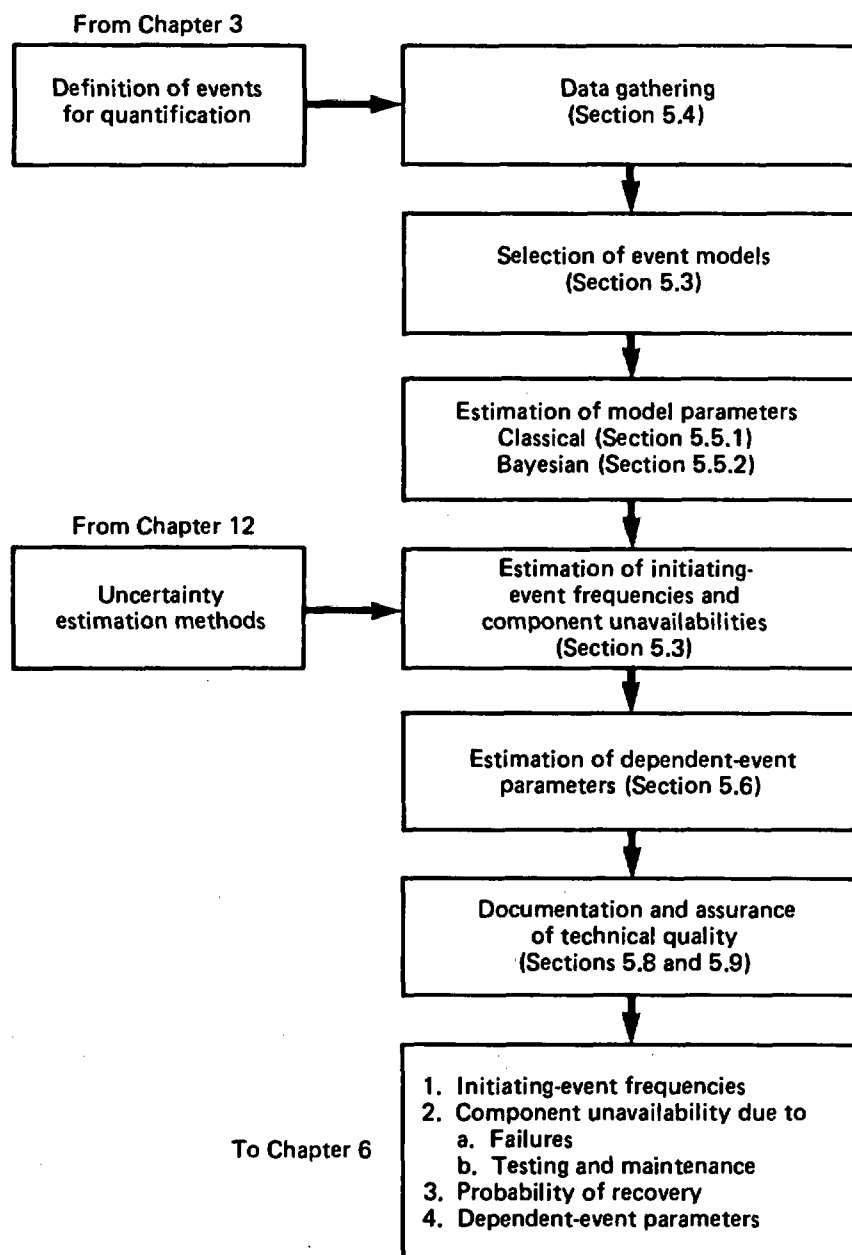 From Chapter 3
Definition of events
for quantification
Data gathering
(Section 5.4)
Selection of event models
(Section 5.3)
Estimation of model parameters
Classical (Section 5.5.1)
Bayesian (Section 5.5.2)
From Chapter 12
Uncertainty
estimation methods
Estimation of initiating-
event frequencies and
component unavailabilities
(Section 5.3)
Estimation of dependent-event
parameters (Section 5.6)
Documentation and assurance
of technical quality
(Sections 5.8 and 5.9)
To Chapter 6
1. Initiating-event frequencies
2. Component unavailability due to
a. Failures
b. Testing and maintenance
3. Probability of recovery
4. Dependent-event parameters